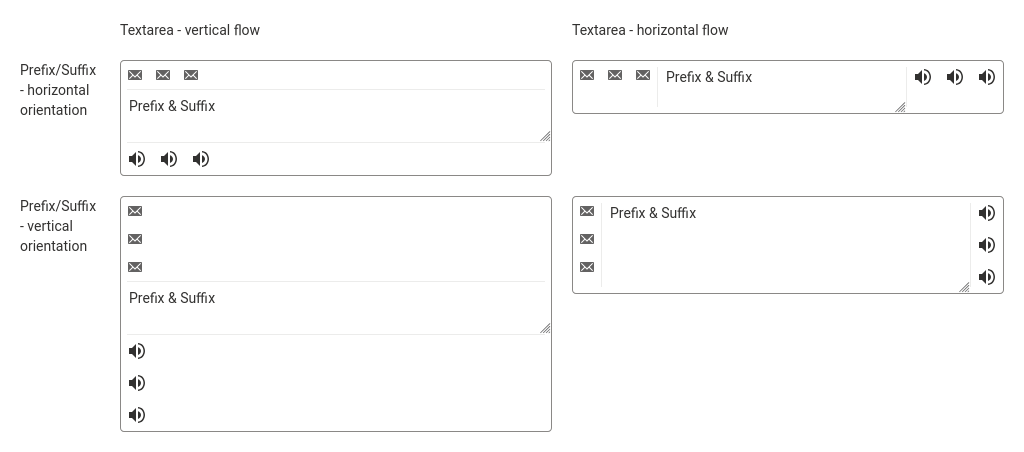 Textarea - vertical flow
Textarea - horizontal flow
Prefix/Suffix
- horizontal
orientation
Prefix & Suffix
Prefix & Suffix
Prefix/Suffix
- vertical
orientation
Prefix & Suffix
Prefix & Suffix